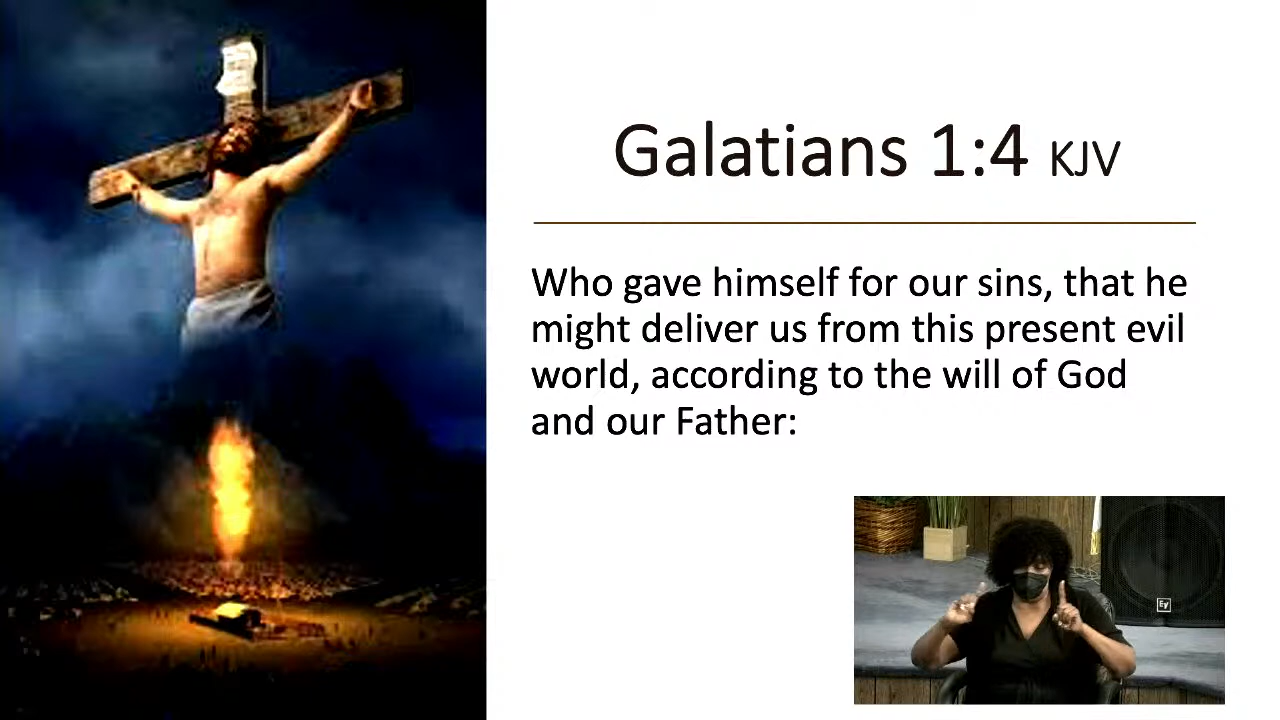 Galatians 1:4 KJV
Who gave himself for our sins, that he
might deliver us from this present evil
world, according to the will of God
and our Father: